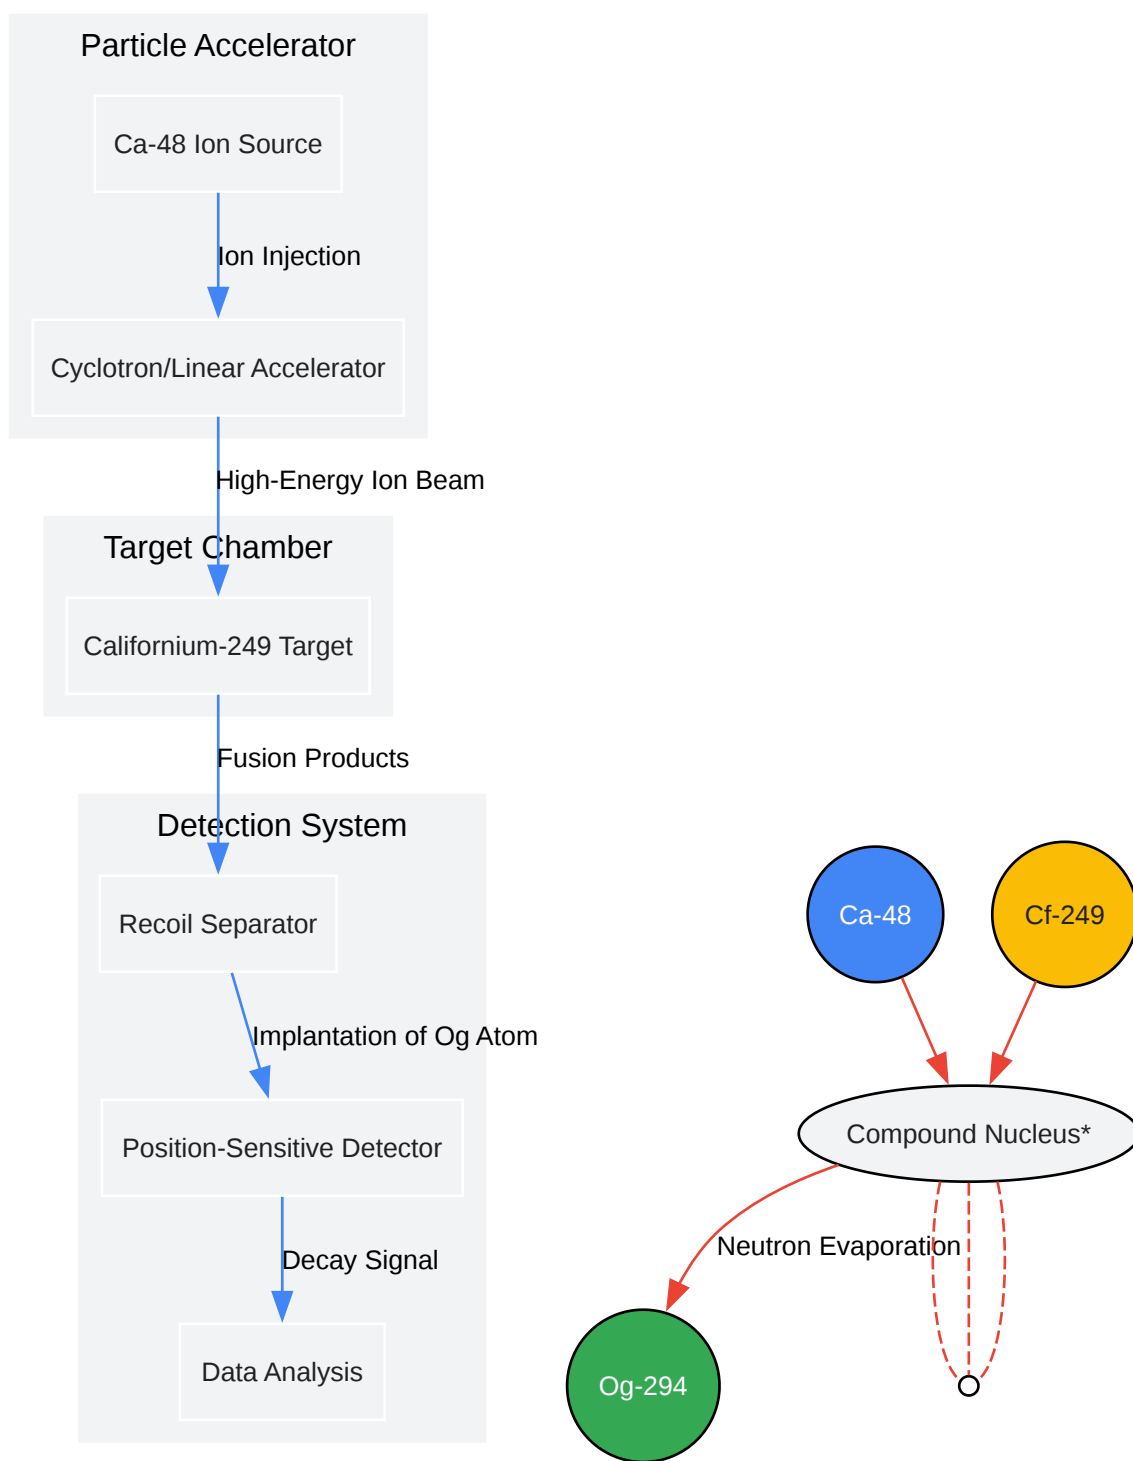 Particle Accelerator
Ca-48 Ion Source
Ion Injection
Cyclotron/Linear Accelerator
High-Energy Ion Beam
Target Chamber
Californium-249 Target
Fusion Products
Detection System
Recoil Separator
Implantation of Og Atom
Position-Sensitive Detector
Decay Signal
Data Analysis
Ca-48
Cf-249
Compound Nucleus*
Neutron Evaporation
Og-294